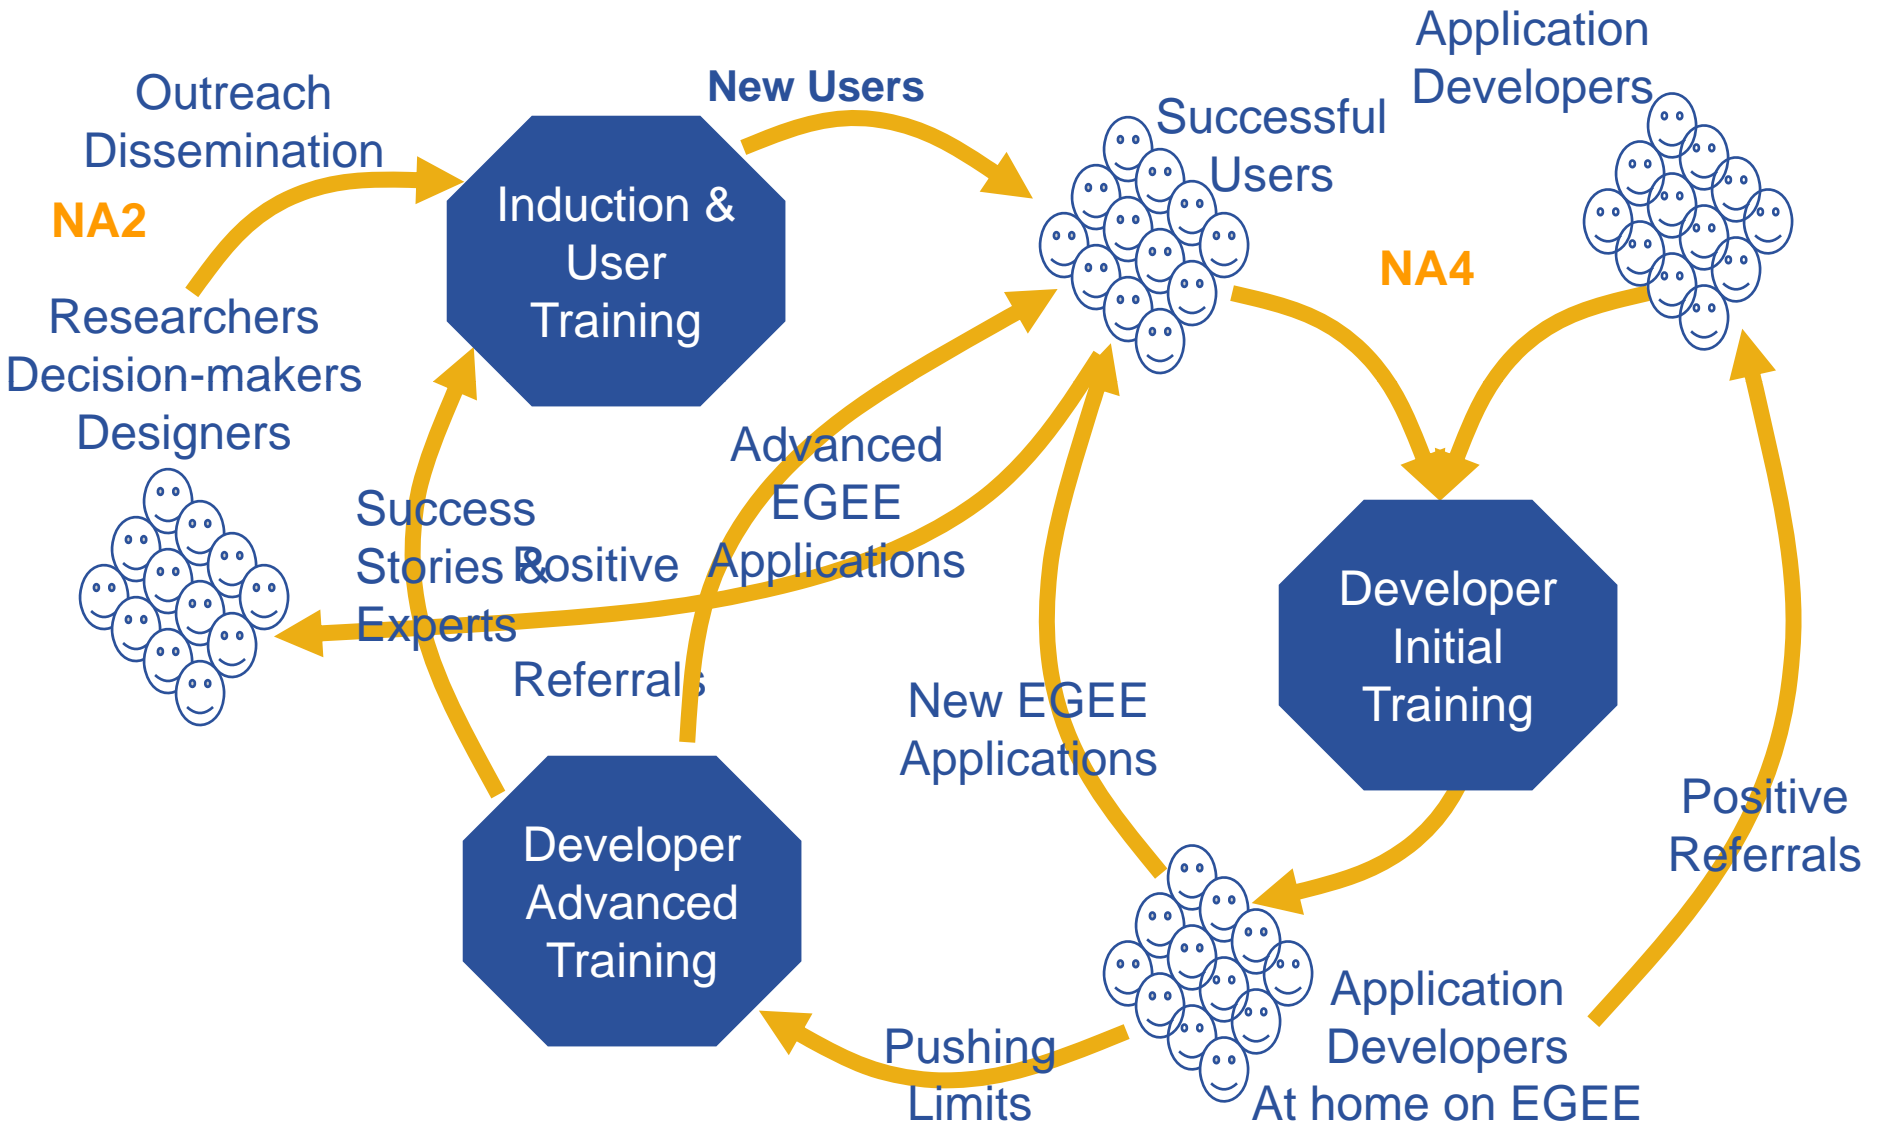 Outreach
Dissemination
NA2
Researchers
Decision-makers
Designers
Induction &
User
Training
New Users
Successful
Users
Application
Developers
NA4
Success
Stories &
Experts
Positive
Referrals
Advanced
EGEE
Applications
Developer
Initial
Training
New EGEE
Applications
Positive
Referrals
Developer
Advanced
Training
Pushing
Limits
Application
Developers
At home on EGEE